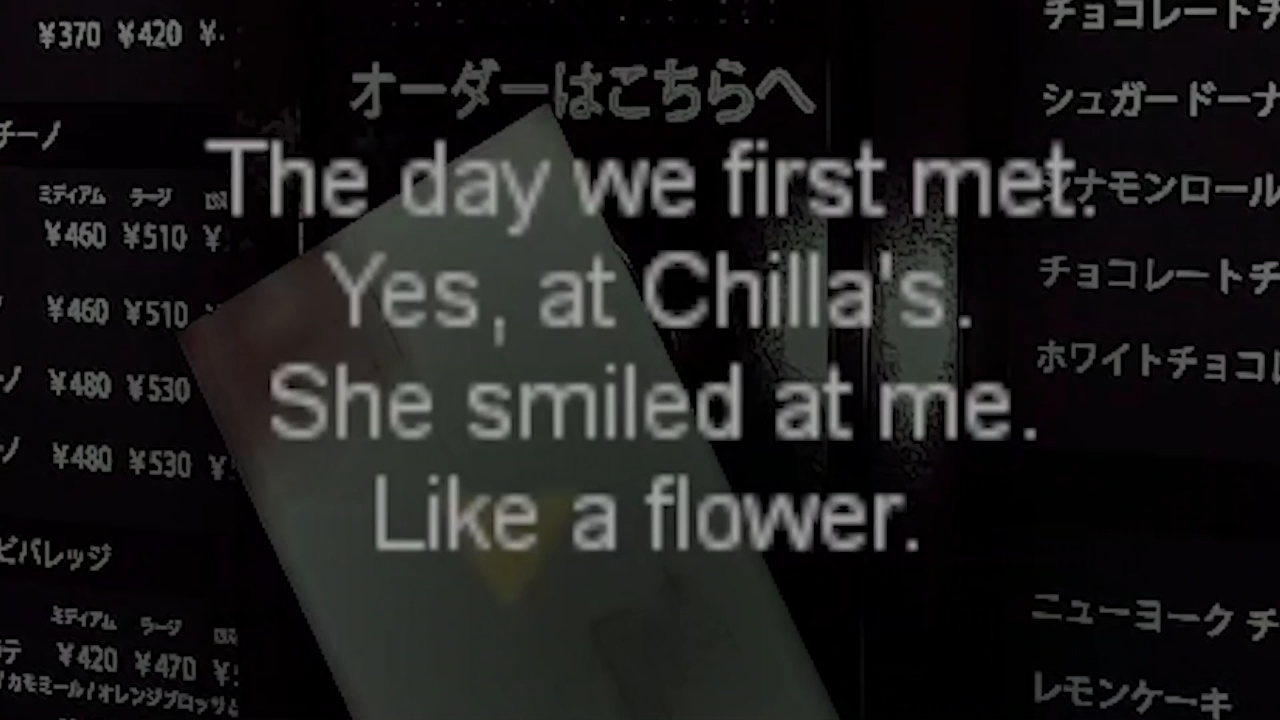 ¥370 ¥420 ¥
チョコレートチ
オーダーはこちらへ
シュガードーナ
チーノ
The day we first met.
ミディアム ラージ
シナモンロール
¥460 ¥510 ¥
Yes, at Chilla's.
チョコレートチ
¥460 ¥510
ホワイトチョコレ
ノ ¥480 ¥530
She smiled at me.
ノ ¥480 ¥530 ¥
Like a flower.
ビバレッジ
ニューヨーク チ
ミディアム ラージ
テ ¥420 ¥470 ¥
レモンケーキ
/カモミール/オレンジブロッサム